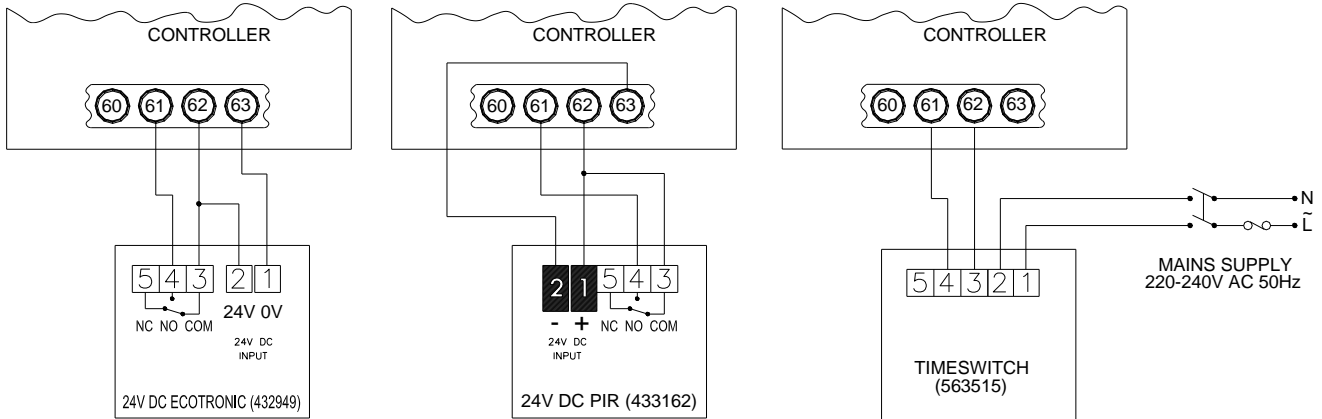 CONTROLLER
60 61 62 63
5 4 3 2 1
24V 0V
NC NO COM
24V DC
INPUT
24V DC ECOTRONIC (432949)
CONTROLLER
60 61 62 63
2 1 5 4 3
- +
NC NO COM
24V DC
INPUT
24V DC PIR (433162)
CONTROLLER
60 61 62 63
N
L̃
MAINS SUPPLY
220-240V AC 50Hz
5 4 3 2 1
TIMESWITCH
(563515)